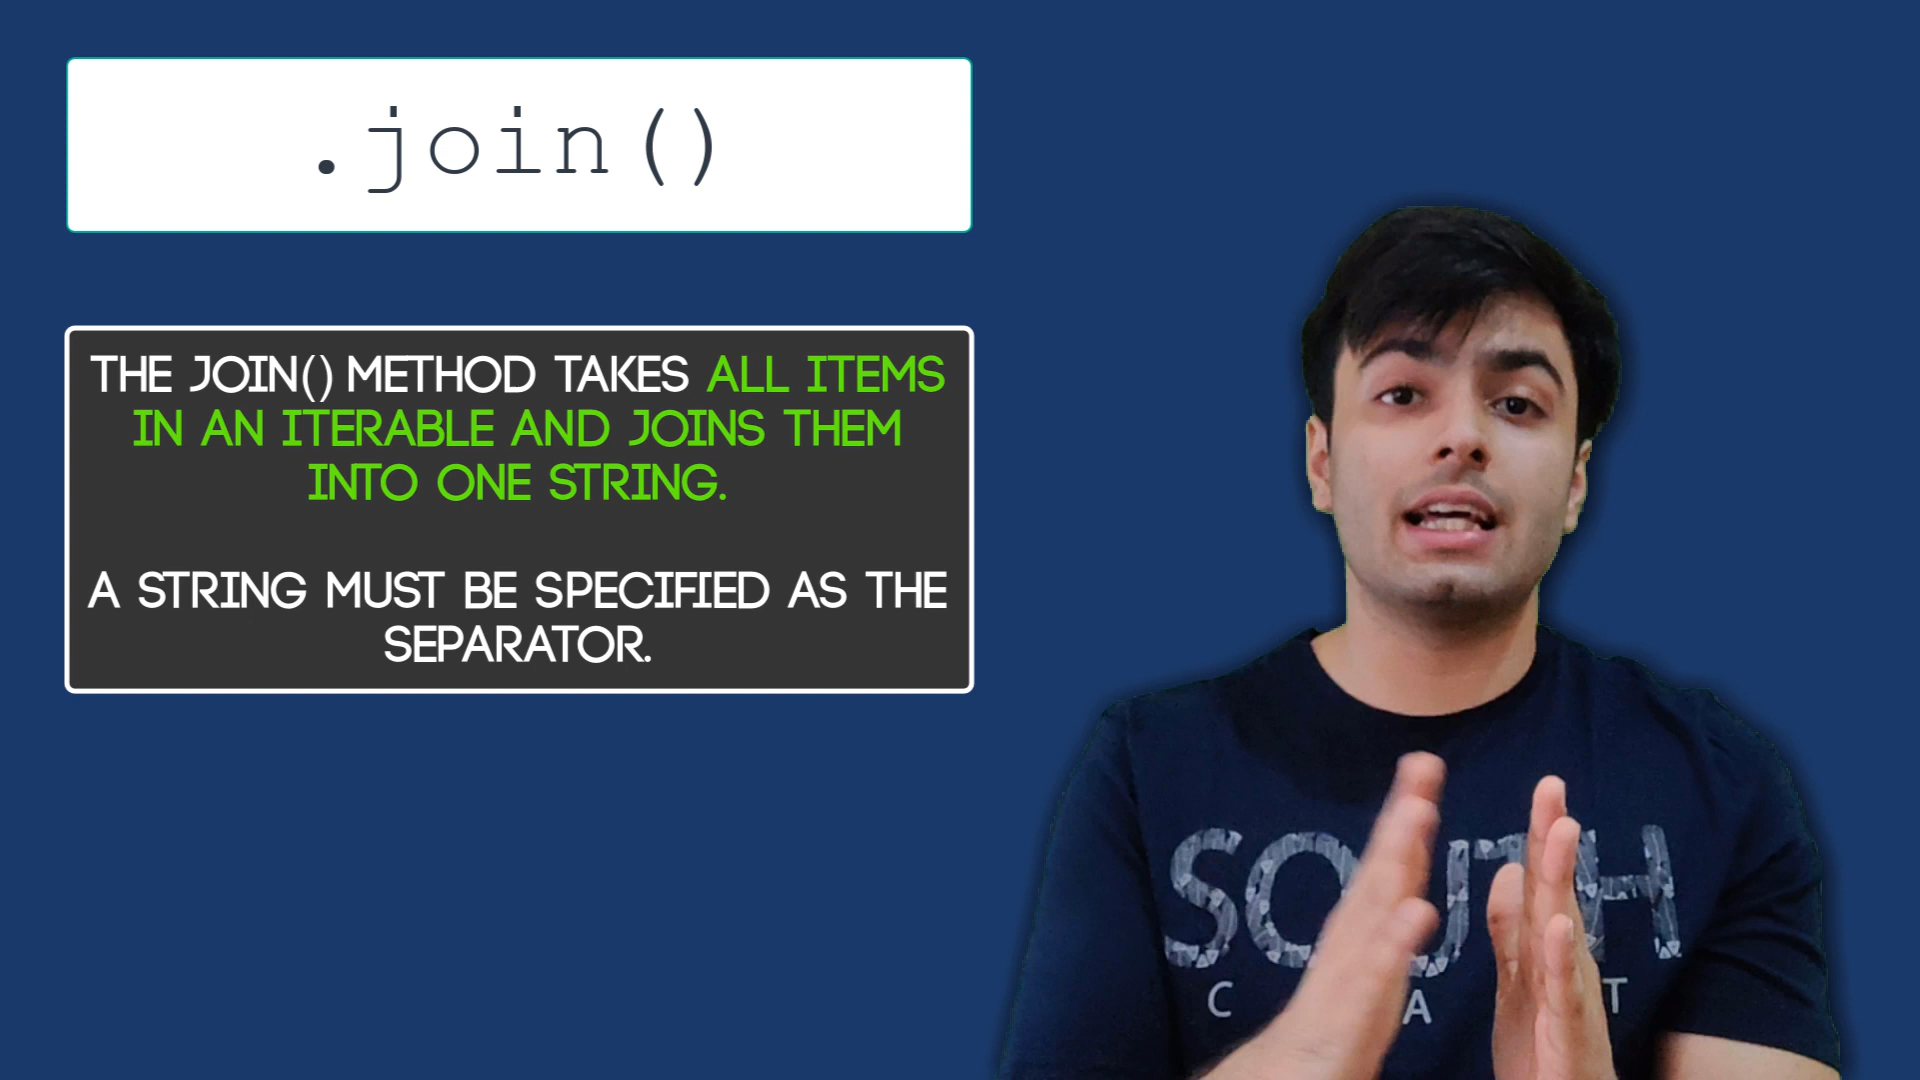 .join()
THE JOIN() METHOD TAKES ALL ITEMS
IN AN ITERABLE AND JOINS THEM
INTO ONE STRING.
A STRING MUST BE SPECIFIED AS THE
SEPARATOR.
SOUTH
C A T